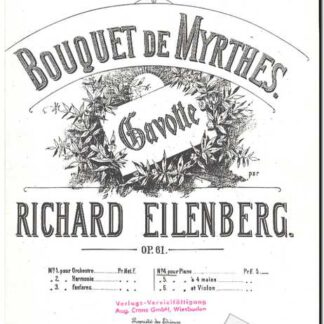 BOUQUET DE MYRTHES.
Gavotte
par
RICHARD EILENBERG.
OP. 61.
No 1. pour Orchestre
" 2. " Harmonie
" 3. " fanfares.
No 4. pour Piano
" 5. " à 4 mains
" 6. " et Violon
Verlags-Vervielfältigung
Aug. Cranz GmbH, Wiesbaden